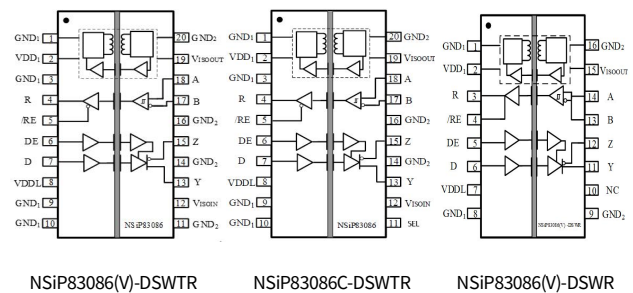 GND₁ 1 20 GND₂
VDD₁ 2 19 VISOOUT
GND₁ 3 18 A
R 4 17 B
/RE 5 16 GND₂
DE 6 15 Z
D 7 14 GND₂
VDDL 8 13 Y
GND₁ 9 12 VISOIN
GND₁ 10 11 GND₂
NSiP83086
GND₁ 1 20 GND₂
VDD₁ 2 19 VISOOUT
GND₁ 3 18 A
R 4 17 B
/RE 5 16 GND₂
DE 6 15 Z
D 7 14 GND₂
VDDL 8 13 Y
GND₁ 9 12 VISOIN
GND₁ 10 11 SEL
NSiP83086
GND₁ 1 16 GND₂
VDD₁ 2 15 VISOOUT
R 3 14 A
/RE 4 13 B
DE 5 12 Z
D 6 11 Y
VDDL 7 10 NC
GND₁ 8 9 GND₂
NSiP83086(V)-DSWR
NSiP83086(V)-DSWTR
NSiP83086C-DSWTR
NSiP83086(V)-DSWR